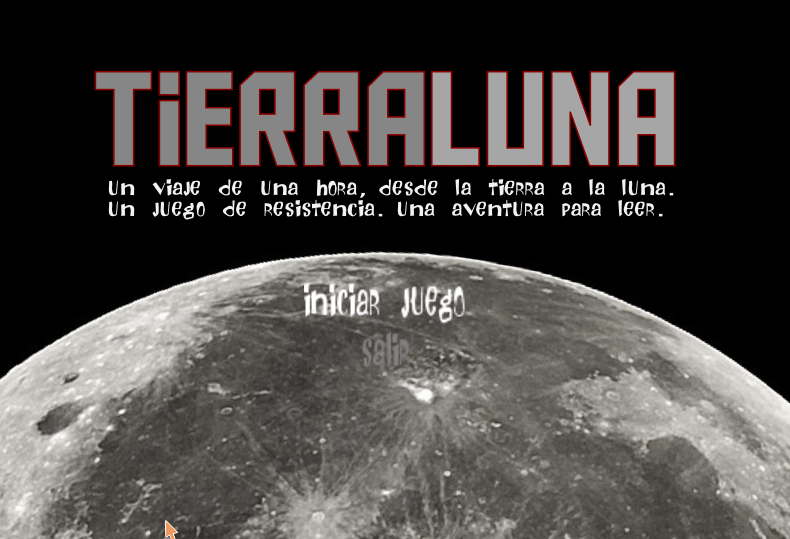 TiERRALUNA
un viaje de una hora, desde la tierra a la luna.
un juego de resistencia. una aventura para leer.
iniciar juego
salir